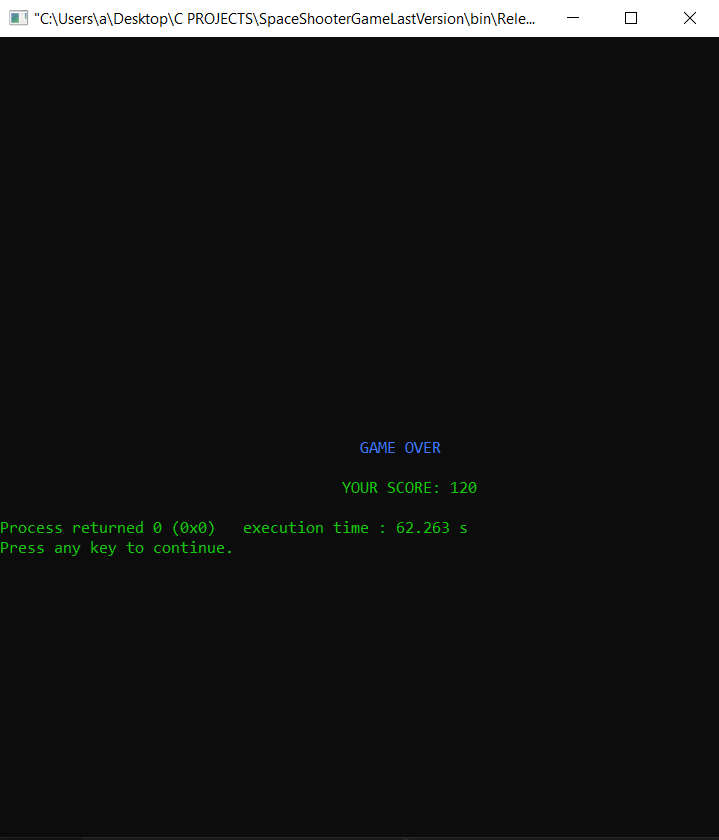 "C:\Users\a\Desktop\C PROJECTS\SpaceShooterGameLastVersion\bin\Rele...
GAME OVER
YOUR SCORE: 120
Process returned 0 (0x0)   execution time : 62.263 s
Press any key to continue.